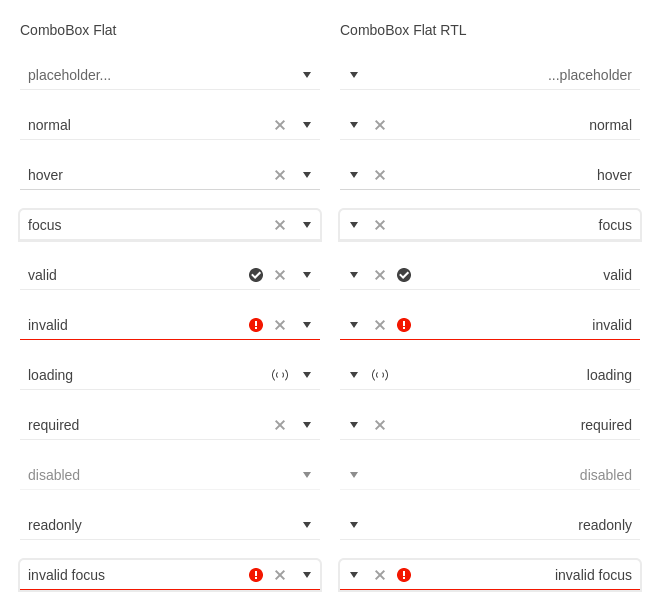 ComboBox Flat
placeholder...
normal
hover
focus
valid
invalid
loading
required
disabled
readonly
invalid focus
ComboBox Flat RTL
...placeholder
normal
hover
focus
valid
invalid
loading
required
disabled
readonly
invalid focus